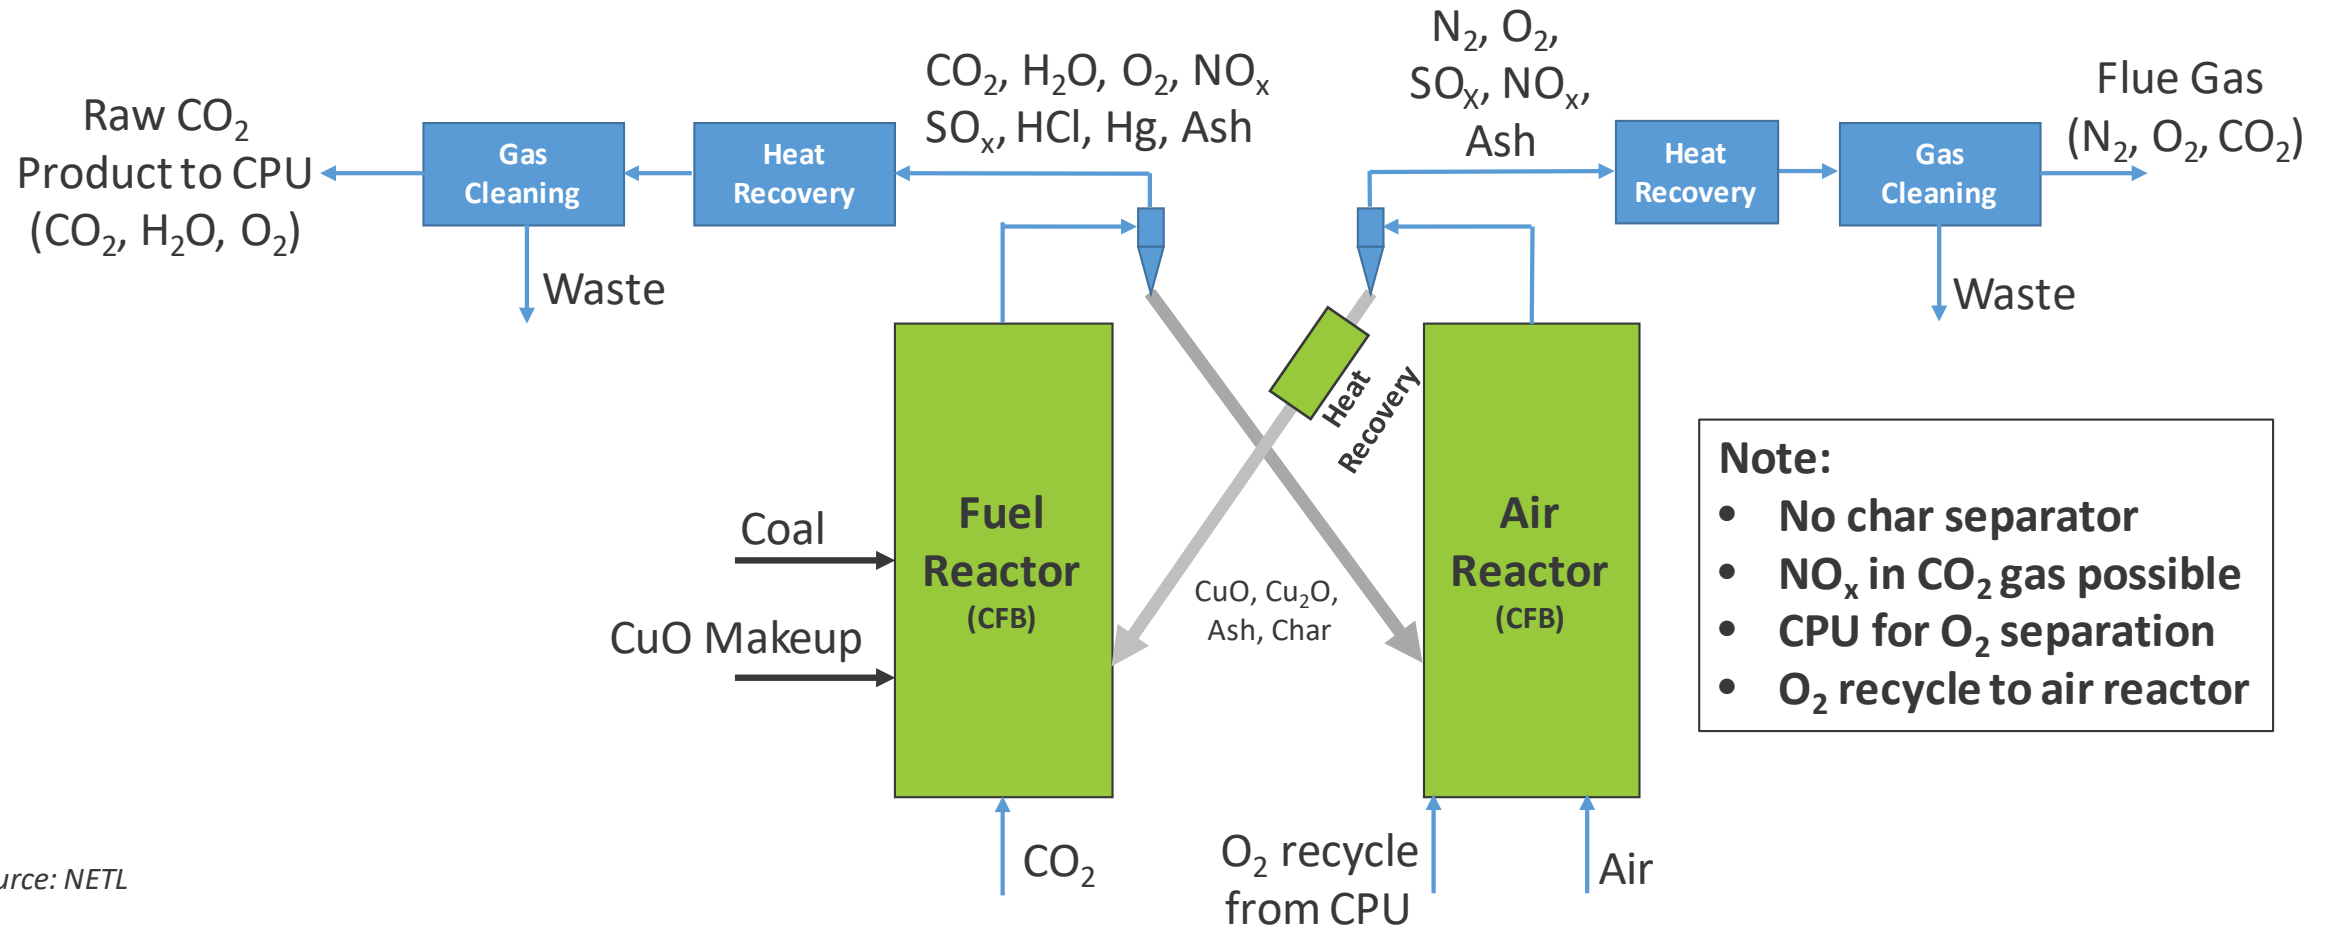 Raw CO₂
Product to CPU
(CO₂, H₂O, O₂)
Gas
Cleaning
Waste
Heat
Recovery
CO₂, H₂O, O₂, NOₓ
SOₓ, HCl, Hg, Ash
N₂, O₂,
SOX, NOₓ,
Ash
Heat
Recovery
Gas
Cleaning
Flue Gas
(N₂, O₂, CO₂)
Waste
Heat
Recovery
Coal
CuO Makeup
Fuel
Reactor
(CFB)
CuO, Cu₂O,
Ash, Char
Air
Reactor
(CFB)
Note:
• No char separator
• NOₓ in CO₂ gas possible
• CPU for O₂ separation
• O₂ recycle to air reactor
CO₂
O₂ recycle
from CPU
Air
urce: NETL